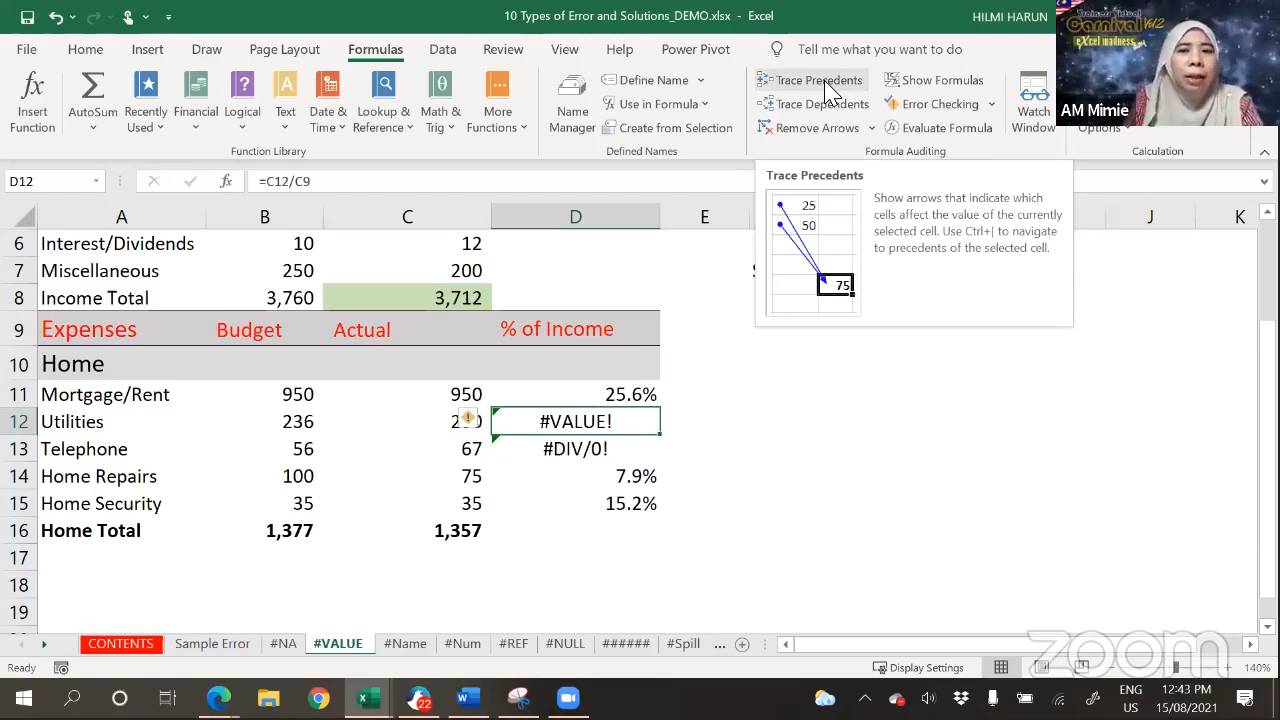 10 Types of Error and Solutions_DEMO.xlsx - Excel
HILMI HARUN
Trainers Virtual
Carnival Vol2
eXcel madness
AM Mimie
File Home Insert Draw Page Layout Formulas Data Review View Help Power Pivot Tell me what you want to do
Insert Function
AutoSum
Recently Used
Financial
Logical
Text
Date & Time
Lookup & Reference
Math & Trig
More Functions
Function Library
Name Manager
Define Name
Use in Formula
Create from Selection
Defined Names
Trace Precedents
Trace Dependents
Remove Arrows
Show Formulas
Error Checking
Evaluate Formula
Formula Auditing
Watch Window
Options
Calculation
D12 fx =C12/C9
Trace Precedents
25
50
75
Show arrows that indicate which
cells affect the value of the currently
selected cell. Use Ctrl+[ to navigate
to precedents of the selected cell.
A B C D E J K
6 Interest/Dividends 10 12
7 Miscellaneous 250 200
8 Income Total 3,760 3,712
9 Expenses Budget Actual % of Income
10 Home
11 Mortgage/Rent 950 950 25.6%
12 Utilities 236 #VALUE!
13 Telephone 56 67 #DIV/0!
14 Home Repairs 100 75 7.9%
15 Home Security 35 35 15.2%
16 Home Total 1,377 1,357
17
18
19
CONTENTS Sample Error #NA #VALUE #Name #Num #REF #NULL ###### #Spill ...
zoom
Ready Display Settings 140%
22
ENG
US
12:43 PM
15/08/2021